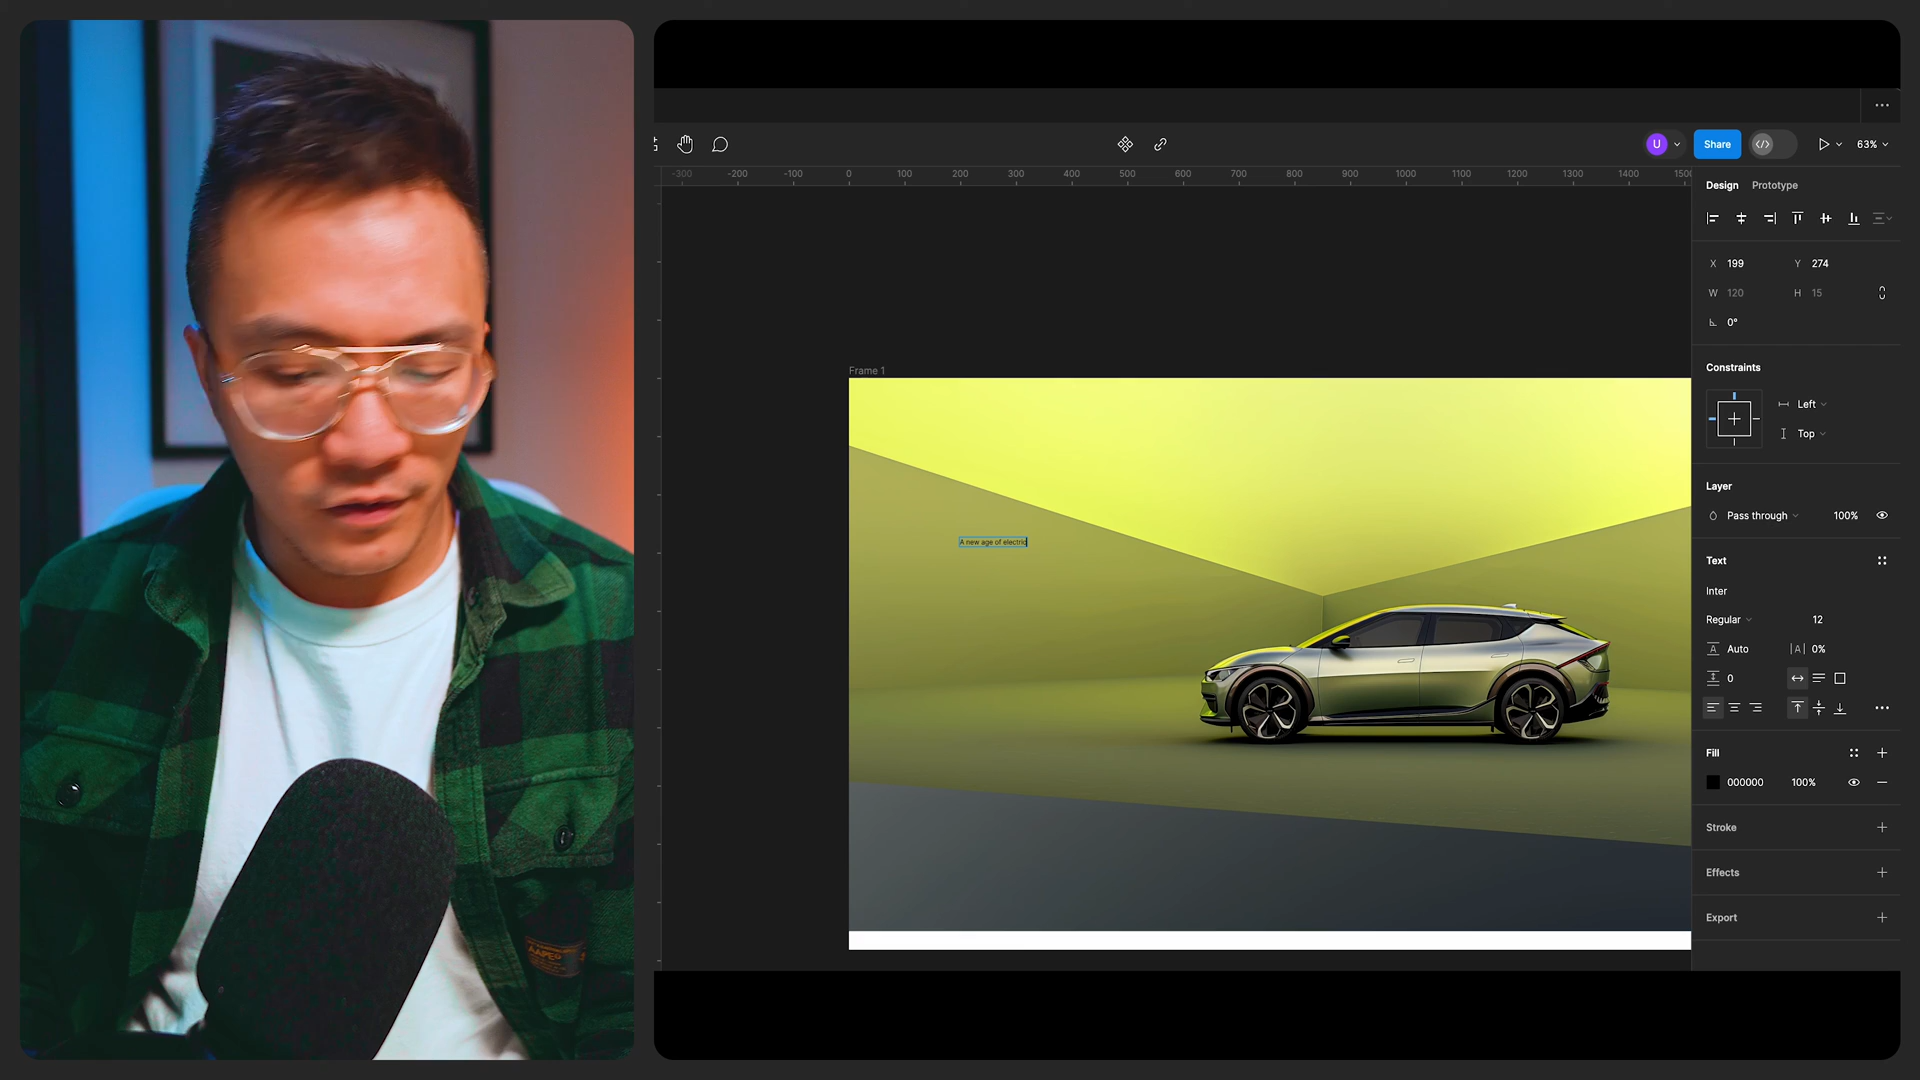 U
Share
63%
-300 -200 -100 0 100 200 300 400 500 600 700 800 900 1000 1100 1200 1300 1400 1500
Design Prototype
X 199 Y 274
W 120 H 15
0°
Frame 1
Constraints
Left
Top
Layer
Pass through 100%
A new age of electric
Text
Inter
Regular 12
Auto |A| 0%
0
Fill
000000 100%
Stroke
Effects
Export
AAPE